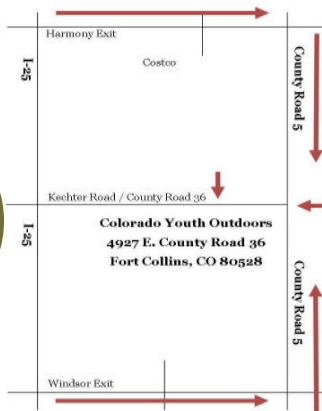 Harmony Exit
I-25
Costco
County Road 5
Kechter Road / County Road 36
I-25
Colorado Youth Outdoors
4927 E. County Road 36
Fort Collins, CO 80528
County Road 5
Windsor Exit